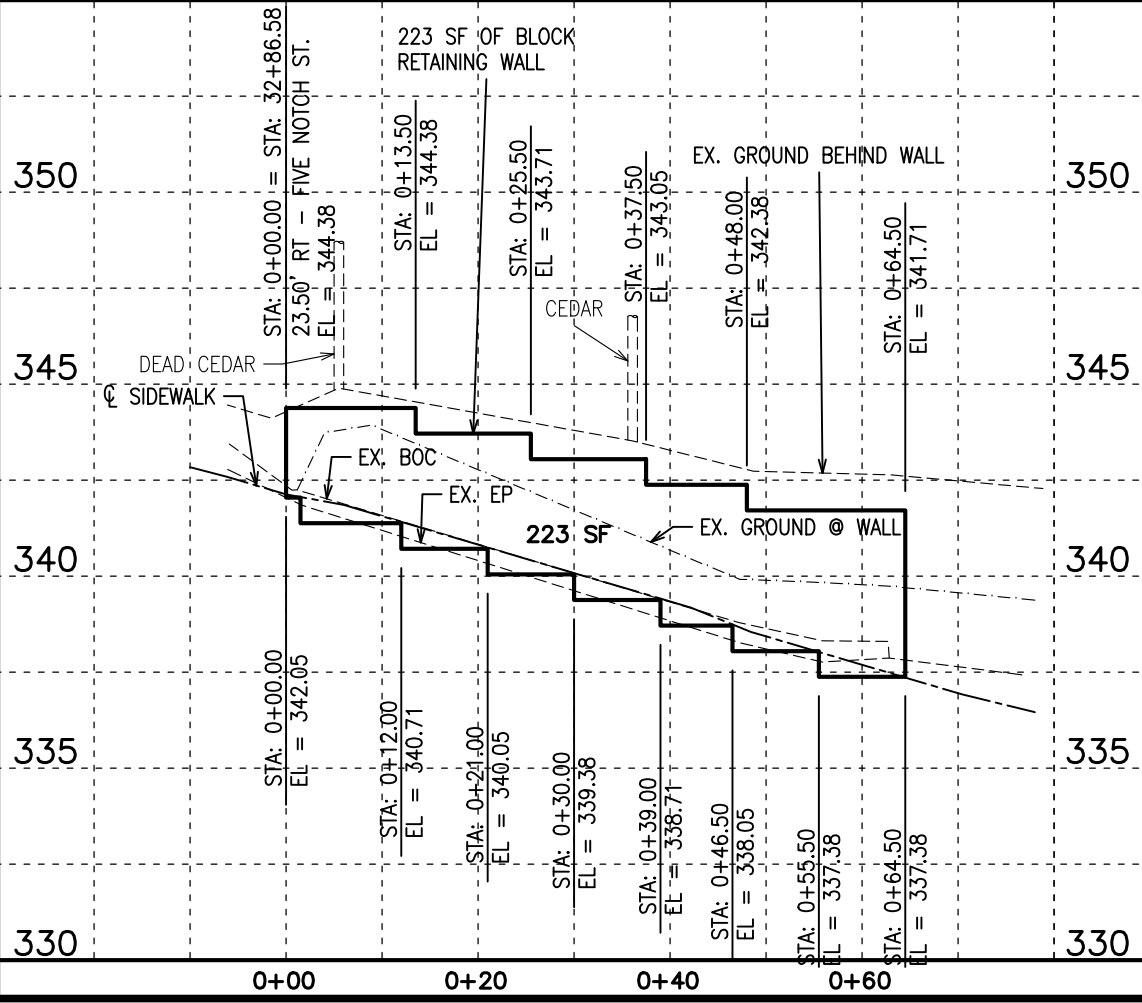 STA: 0+00.00 = STA: 32+86.58
23.50' RT - FIVE NOTCH ST.
EL = 344.38
223 SF OF BLOCK
RETAINING WALL
STA: 0+13.50
EL = 344.38
STA: 0+25.50
EL = 343.71
STA: 0+37.50
EL = 343.05
EX. GROUND BEHIND WALL
STA: 0+48.00
EL = 342.38
STA: 0+64.50
EL = 341.71
350
350
CEDAR
DEAD CEDAR
345
345
℄ SIDEWALK
EX. BOC
EX. EP
223 SF
EX. GROUND @ WALL
340
340
STA: 0+00.00
EL = 342.05
STA: 0+12.00
EL = 340.71
STA: 0+21.00
EL = 340.05
STA: 0+30.00
EL = 339.38
STA: 0+39.00
EL = 338.71
STA: 0+46.50
EL = 338.05
STA: 0+55.50
EL = 337.38
STA: 0+64.50
EL = 337.38
335
335
330
330
0+00
0+20
0+40
0+60